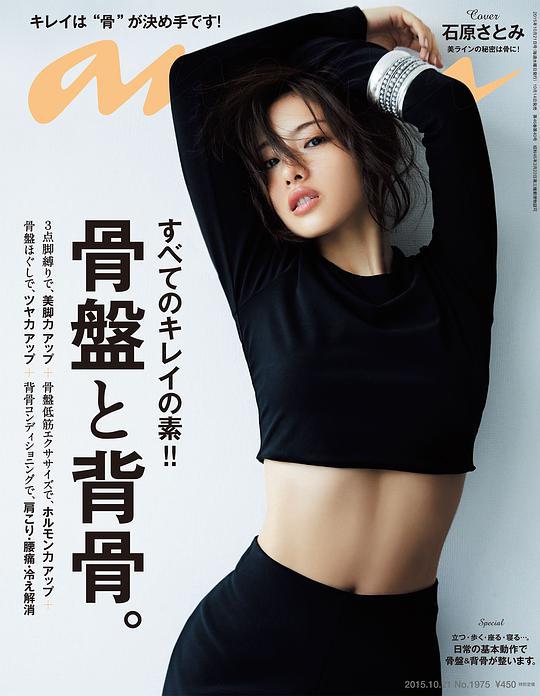 キレイは“骨”が決め手です!
Cover
石原さとみ
美ラインの秘密は骨に!
an
すべてのキレイの素!!
骨盤と背骨。
3点脚縛りで、美脚力アップ+骨盤低筋エクササイズで、ホルモン力アップ+
骨盤ほぐしで、ツヤ力アップ+背骨コンディショニングで、肩こり・腰痛・冷え解消
Special
立つ・歩く・座る・寝る…。
日常の基本動作で
骨盤&背骨が整います。
2015.10.21 No.1975 ¥450 特別定価